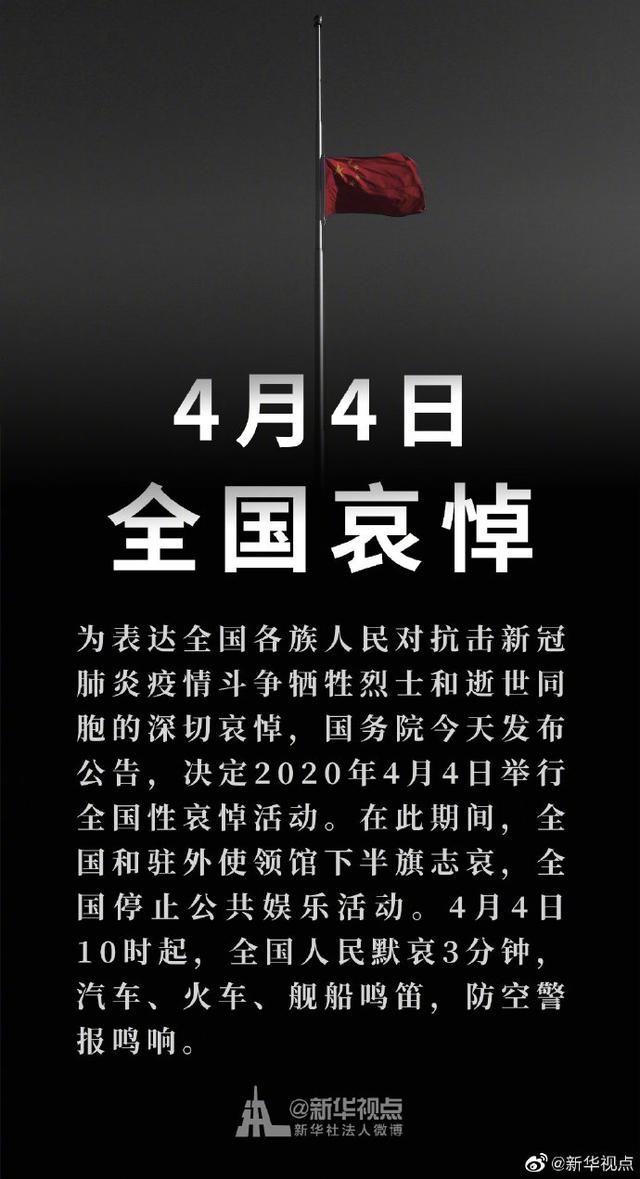 4月4日
全国哀悼
为表达全国各族人民对抗击新冠
肺炎疫情斗争牺牲烈士和逝世同
胞的深切哀悼，国务院今天发布
公告，决定2020年4月4日举行
全国性哀悼活动。在此期间，全
国和驻外使领馆下半旗志哀，全
国停止公共娱乐活动。4月4日
10时起，全国人民默哀3分钟，
汽车、火车、舰船鸣笛，防空警
报鸣响。
@新华视点
新华社法人微博
@新华视点